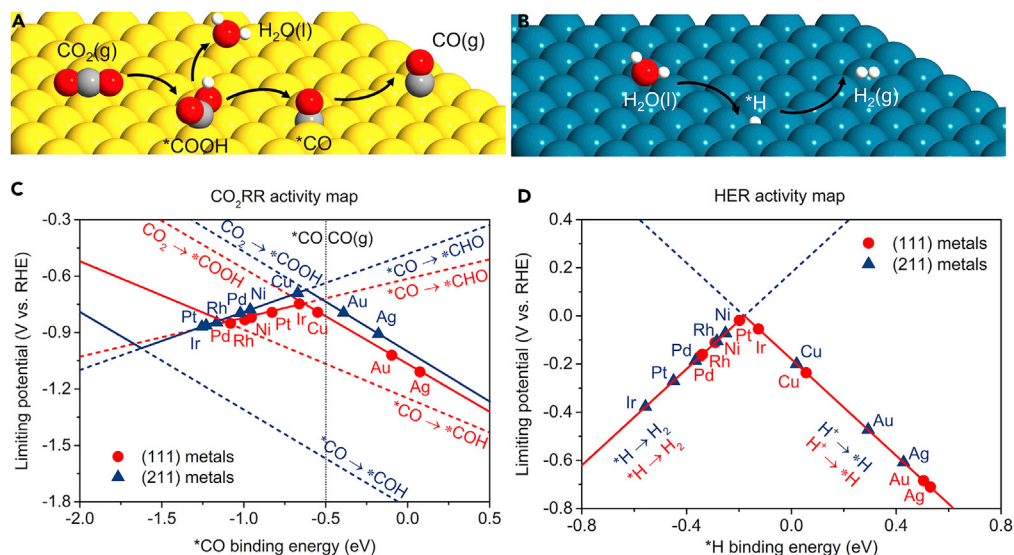 A
CO₂(g)
H₂O(l)
CO(g)
*COOH
*CO
B
H₂O(l)
*H
H₂(g)
C
CO₂RR activity map
Limiting potential (V vs. RHE)
-0.3
-0.6
-0.9
-1.2
-1.5
-1.8
-2.0
-1.5
-1.0
-0.5
0.0
0.5
*CO binding energy (eV)
CO₂ → *COOH
CO₂ → *COOH
*CO CO(g)
*CO → *CHO
*CO → *CHO
*CO → *COH
*CO → *COH
Pt
Ir
Rh
Pd
Ni
Cu
Au
Ag
Pd
Rh
Ni
Pt
Ir
Cu
Au
Ag
(111) metals
(211) metals
D
HER activity map
Limiting potential (V vs. RHE)
0.4
0.2
0.0
-0.2
-0.4
-0.6
-0.8
-0.8
-0.4
0.0
0.4
0.8
*H binding energy (eV)
(111) metals
(211) metals
Ni
Rh
Pd
Pt
Ir
Cu
Au
Ag
Pt
Ir
Ni
Rh
Pd
Cu
Au
Ag
*H → H₂
*H → H₂
H⁺ → *H
H⁺ → *H